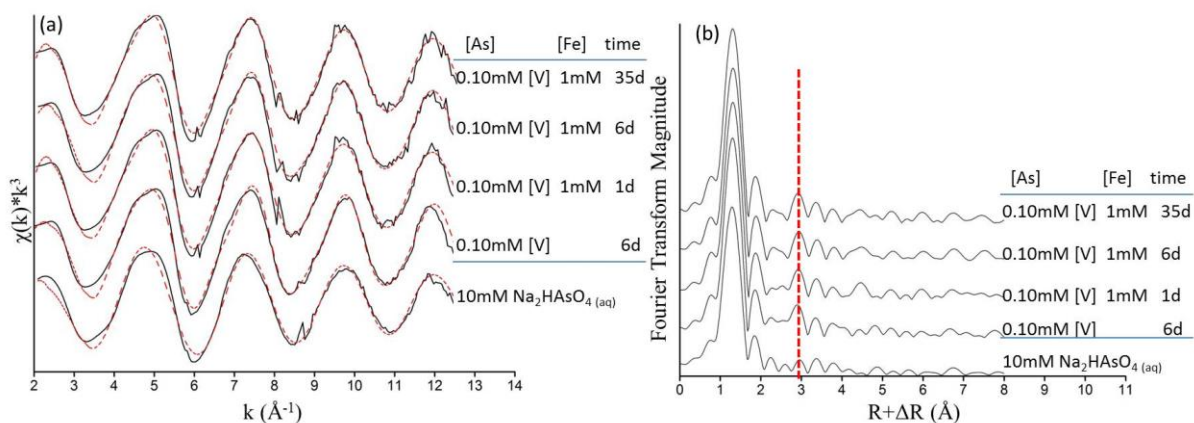 (a)
[As] [Fe] time
0.10mM [V] 1mM 35d
0.10mM [V] 1mM 6d
0.10mM [V] 1mM 1d
0.10mM [V] 6d
10mM Na₂HAsO₄ (aq)
χ(k)*k³
2 3 4 5 6 7 8 9 10 11 12 13 14
k (Å⁻¹)
(b)
[As] [Fe] time
0.10mM [V] 1mM 35d
0.10mM [V] 1mM 6d
0.10mM [V] 1mM 1d
0.10mM [V] 6d
10mM Na₂HAsO₄ (aq)
Fourier Transform Magnitude
0 1 2 3 4 5 6 7 8 9 10 11
R+ΔR (Å)